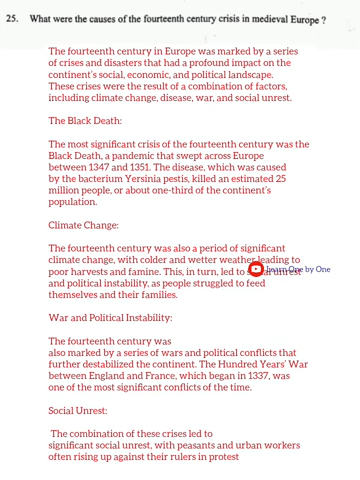 25. What were the causes of the fourteenth century crisis in medieval Europe ?
The fourteenth century in Europe was marked by a series
of crises and disasters that had a profound impact on the
continent's social, economic, and political landscape.
These crises were the result of a combination of factors,
including climate change, disease, war, and social unrest.
The Black Death:
The most significant crisis of the fourteenth century was the
Black Death, a pandemic that swept across Europe
between 1347 and 1351. The disease, which was caused
by the bacterium Yersinia pestis, killed an estimated 25
million people, or about one-third of the continent's
population.
Climate Change:
The fourteenth century was also a period of significant
climate change, with colder and wetter weather leading to
poor harvests and famine. This, in turn, led to unrest
learn One by One
and political instability, as people struggled to feed
themselves and their families.
War and Political Instability:
The fourteenth century was
also marked by a series of wars and political conflicts that
further destabilized the continent. The Hundred Years' War
between England and France, which began in 1337, was
one of the most significant conflicts of the time.
Social Unrest:
The combination of these crises led to
significant social unrest, with peasants and urban workers
often rising up against their rulers in protest